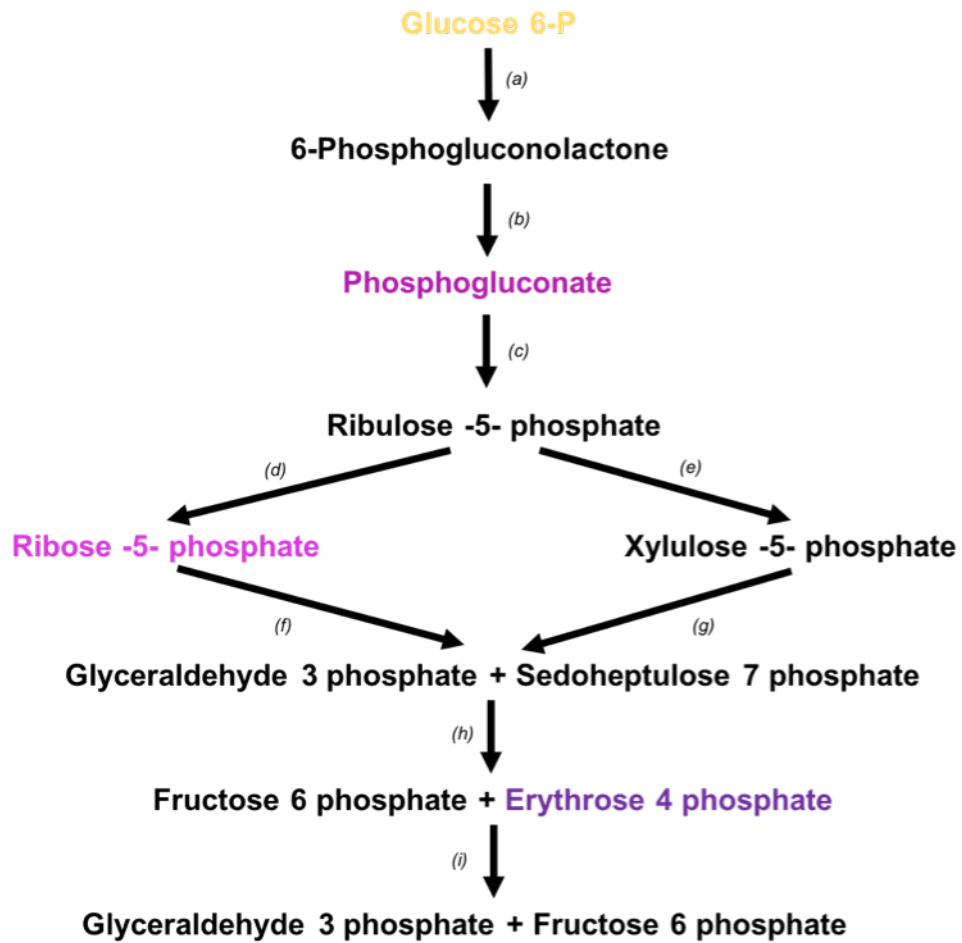 Glucose 6-P
(a)
6-Phosphogluconolactone
(b)
Phosphogluconate
(c)
Ribulose -5- phosphate
(d)
(e)
Ribose -5- phosphate
Xylulose -5- phosphate
(f)
(g)
Glyceraldehyde 3 phosphate + Sedoheptulose 7 phosphate
(h)
Fructose 6 phosphate + Erythrose 4 phosphate
(i)
Glyceraldehyde 3 phosphate + Fructose 6 phosphate